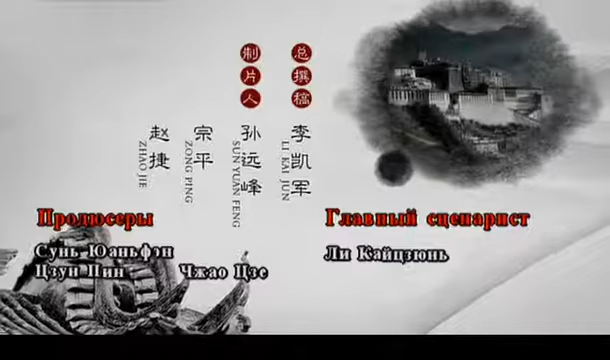 总撰稿
李凯军
LI KAI JUN
制片人
孙远峰
SUN YUAN FENG
宗平
ZONG PING
赵捷
ZHAO JIE
Продюсеры
Сунь Юаньфэн
Цзун Пин Чжао Цзе
Главный сценарист
Ли Кайцзюнь